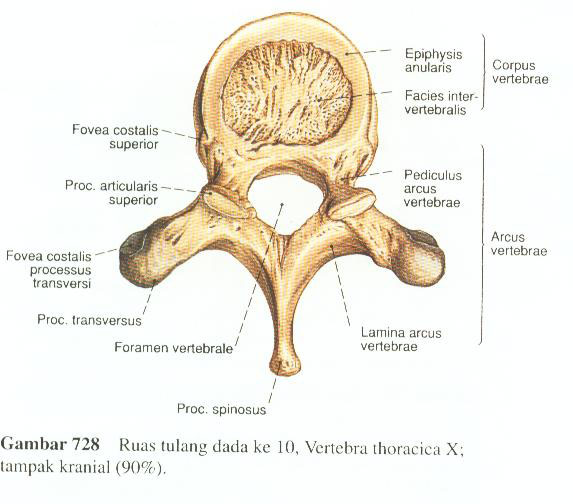 Epiphysis
anularis
Corpus
vertebrae
Facies inter-
vertebralis
Fovea costalis
superior
Proc. articularis
superior
Pediculus
arcus
vertebrae
Arcus
vertebrae
Fovea costalis
processus
transversi
Proc. transversus
Foramen vertebrale
Lamina arcus
vertebrae
Proc. spinosus
Gambar 728 Ruas tulang dada ke 10, Vertebra thoracica X;
tampak kranial (90%).